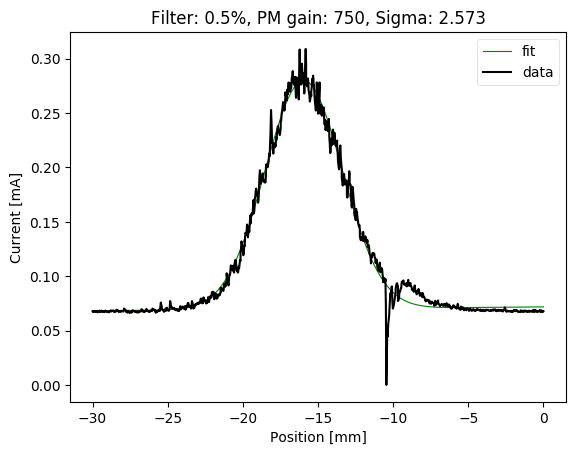 Filter: 0.5%, PM gain: 750, Sigma: 2.573
fit
data
0.30
0.25
0.20
0.15
0.10
0.05
0.00
Current [mA]
−30
−25
−20
−15
−10
−5
0
Position [mm]